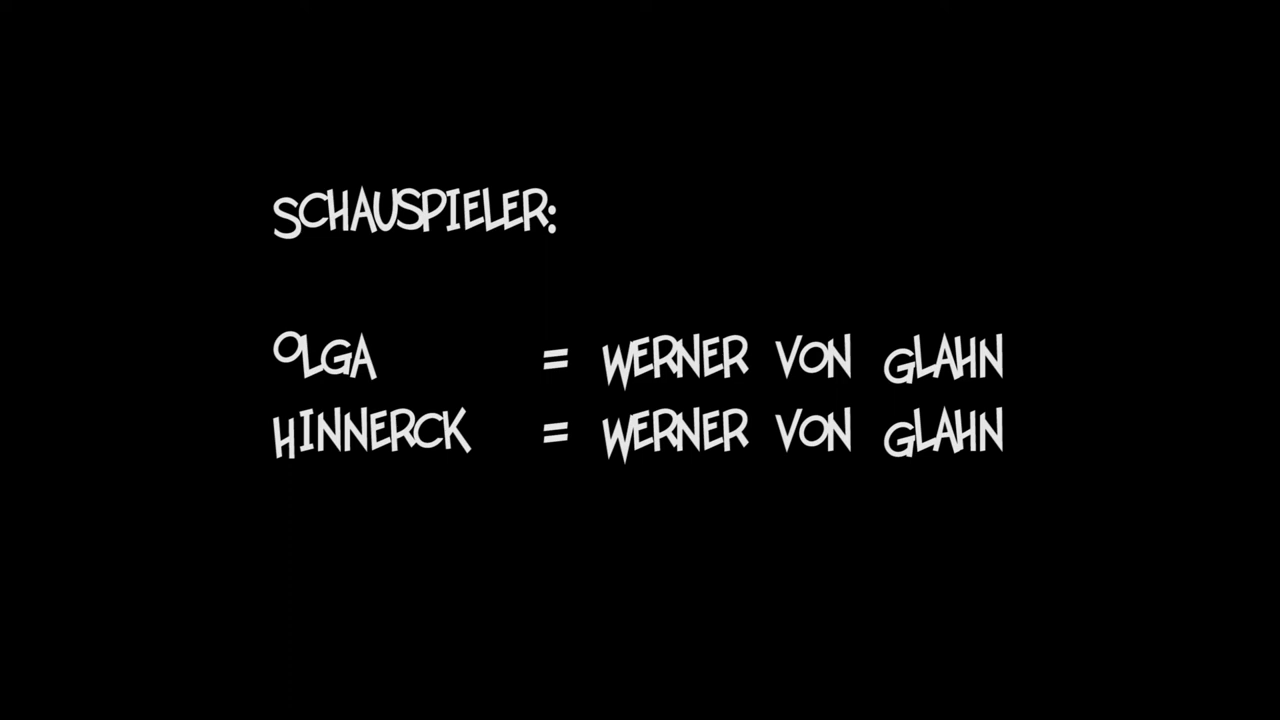 SCHAUSPIELER:
OLGA = WERNER VON GLAHN
HINNERCK = WERNER VON GLAHN